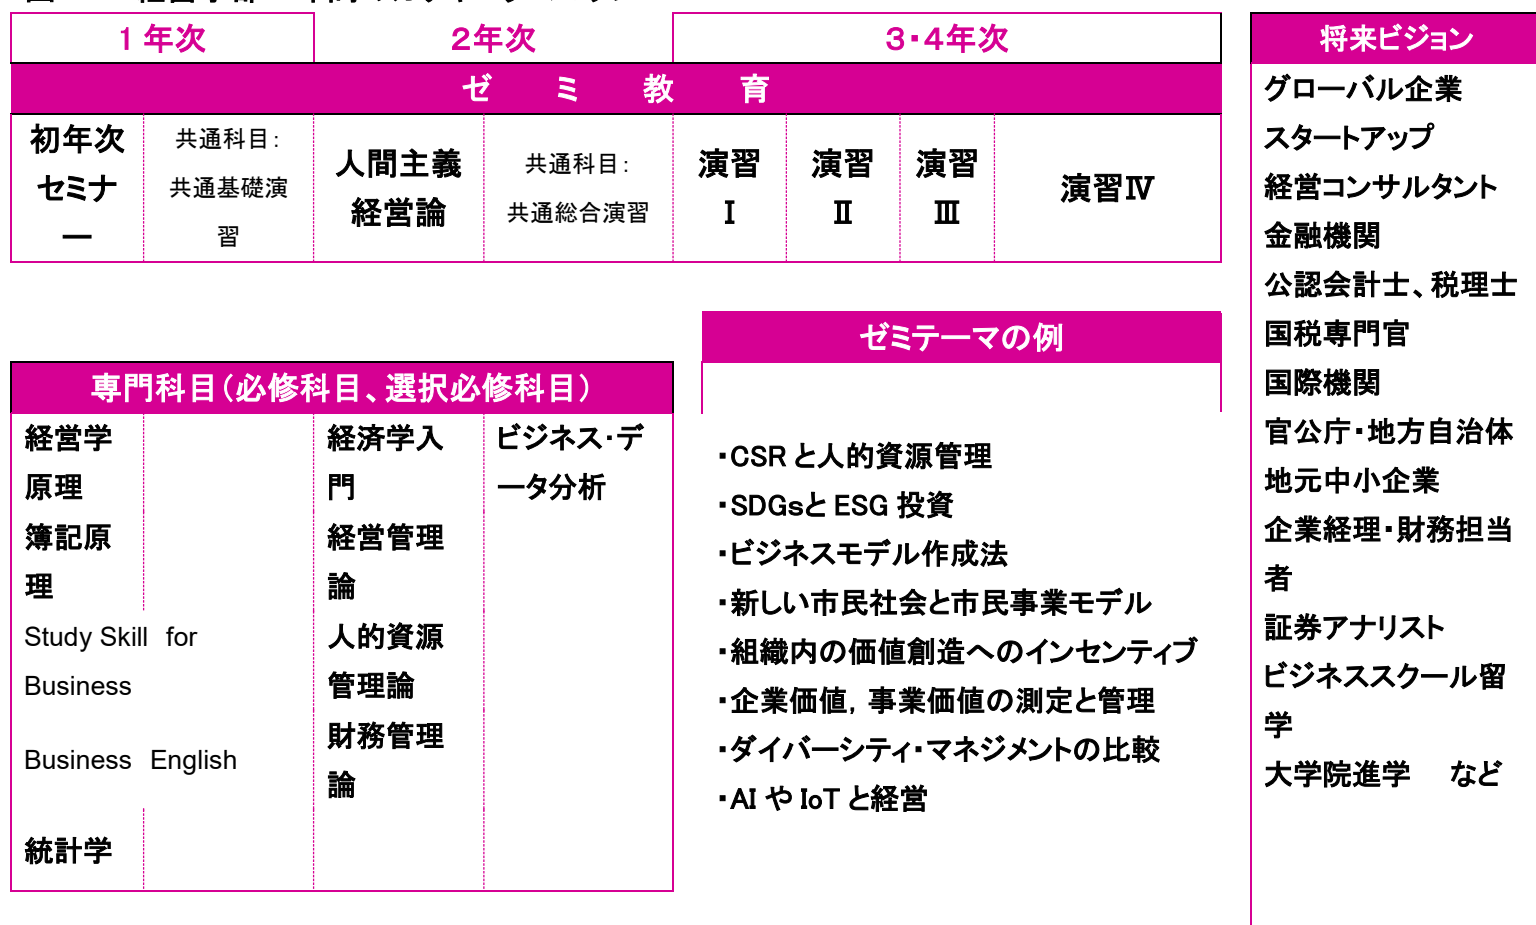 1年次
2年次
3・4年次
将来ビジョン
ゼミ教育
初年次
セミナ
ー
共通科目：
共通基礎演
習
人間主義
経営論
共通科目：
共通総合演習
演習
Ⅰ
演習
Ⅱ
演習
Ⅲ
演習Ⅳ
グローバル企業
スタートアップ
経営コンサルタント
金融機関
公認会計士、税理士
国税専門官
国際機関
官公庁・地方自治体
地元中小企業
企業経理・財務担当
者
証券アナリスト
ビジネススクール留
学
大学院進学　など
専門科目（必修科目、選択必修科目）
経営学
原理
簿記原
理
Study Skill for
Business
Business English
統計学
経済学入
門
経営管理
論
人的資源
管理論
財務管理
論
ビジネス・デ
ータ分析
ゼミテーマの例
・CSRと人的資源管理
・SDGsとESG投資
・ビジネスモデル作成法
・新しい市民社会と市民事業モデル
・組織内の価値創造へのインセンティブ
・企業価値，事業価値の測定と管理
・ダイバーシティ・マネジメントの比較
・AIやIoTと経営